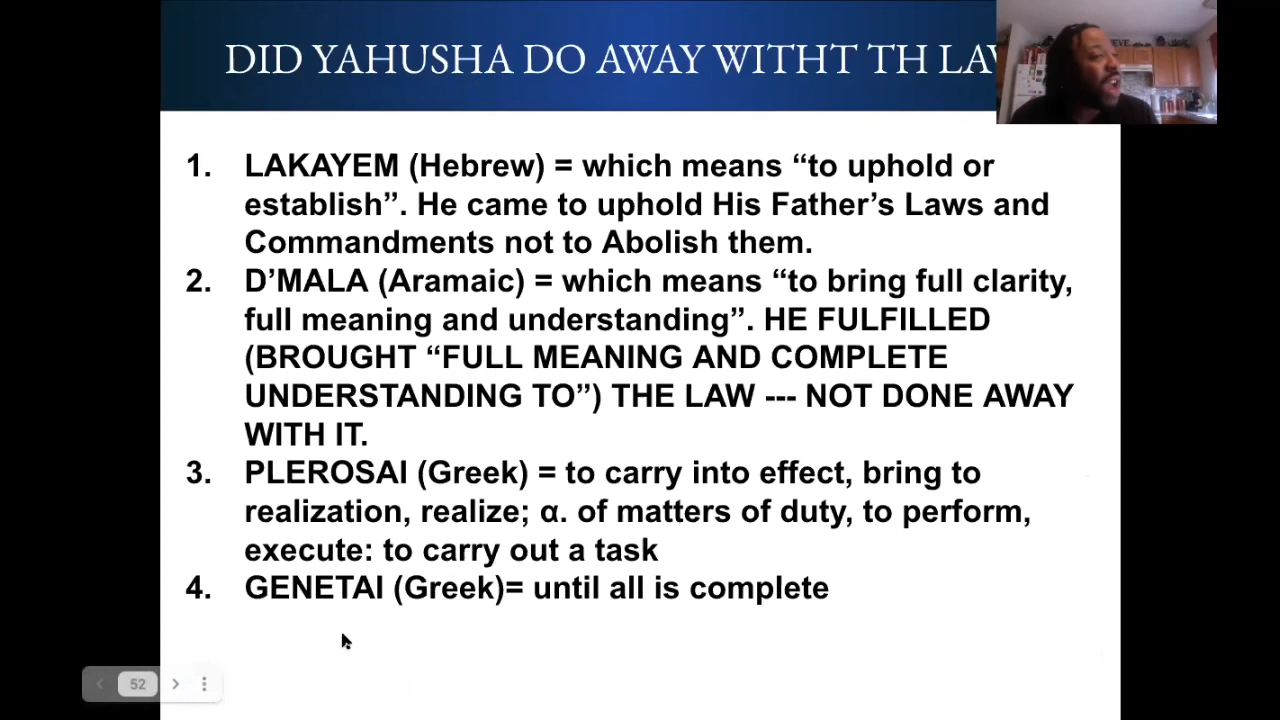 DID YAHUSHA DO AWAY WITHT TH LAW
1. LAKAYEM (Hebrew) = which means “to uphold or
establish”. He came to uphold His Father’s Laws and
Commandments not to Abolish them.
2. D’MALA (Aramaic) = which means “to bring full clarity,
full meaning and understanding”. HE FULFILLED
(BROUGHT “FULL MEANING AND COMPLETE
UNDERSTANDING TO”) THE LAW --- NOT DONE AWAY
WITH IT.
3. PLEROSAI (Greek) = to carry into effect, bring to
realization, realize; α. of matters of duty, to perform,
execute: to carry out a task
4. GENETAI (Greek)= until all is complete
52